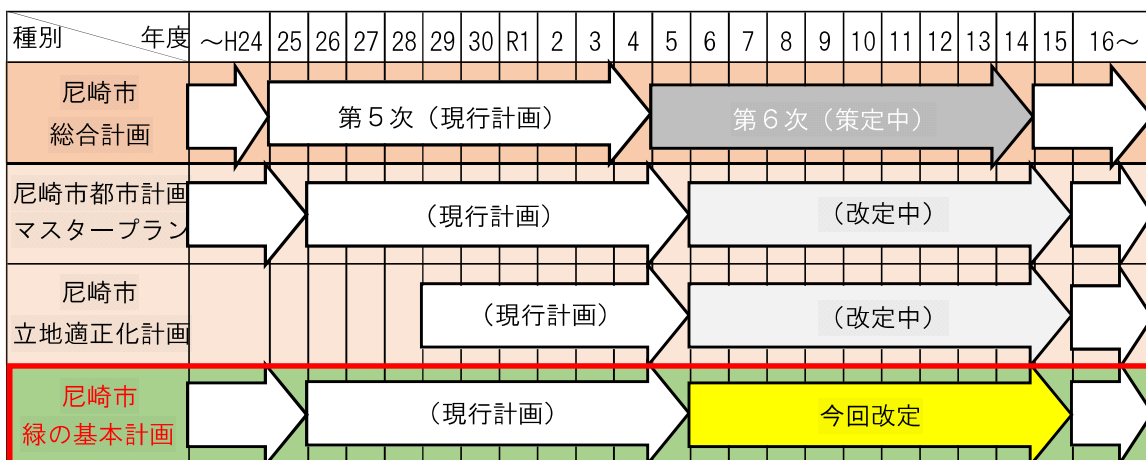 種別 年度 ～H24 25 26 27 28 29 30 R1 2 3 4 5 6 7 8 9 10 11 12 13 14 15 16～
尼崎市
総合計画
第５次（現行計画）
第６次（策定中）
尼崎市都市計画
マスタープラン
（現行計画）
（改定中）
尼崎市
立地適正化計画
（現行計画）
（改定中）
尼崎市
緑の基本計画
（現行計画）
今回改定